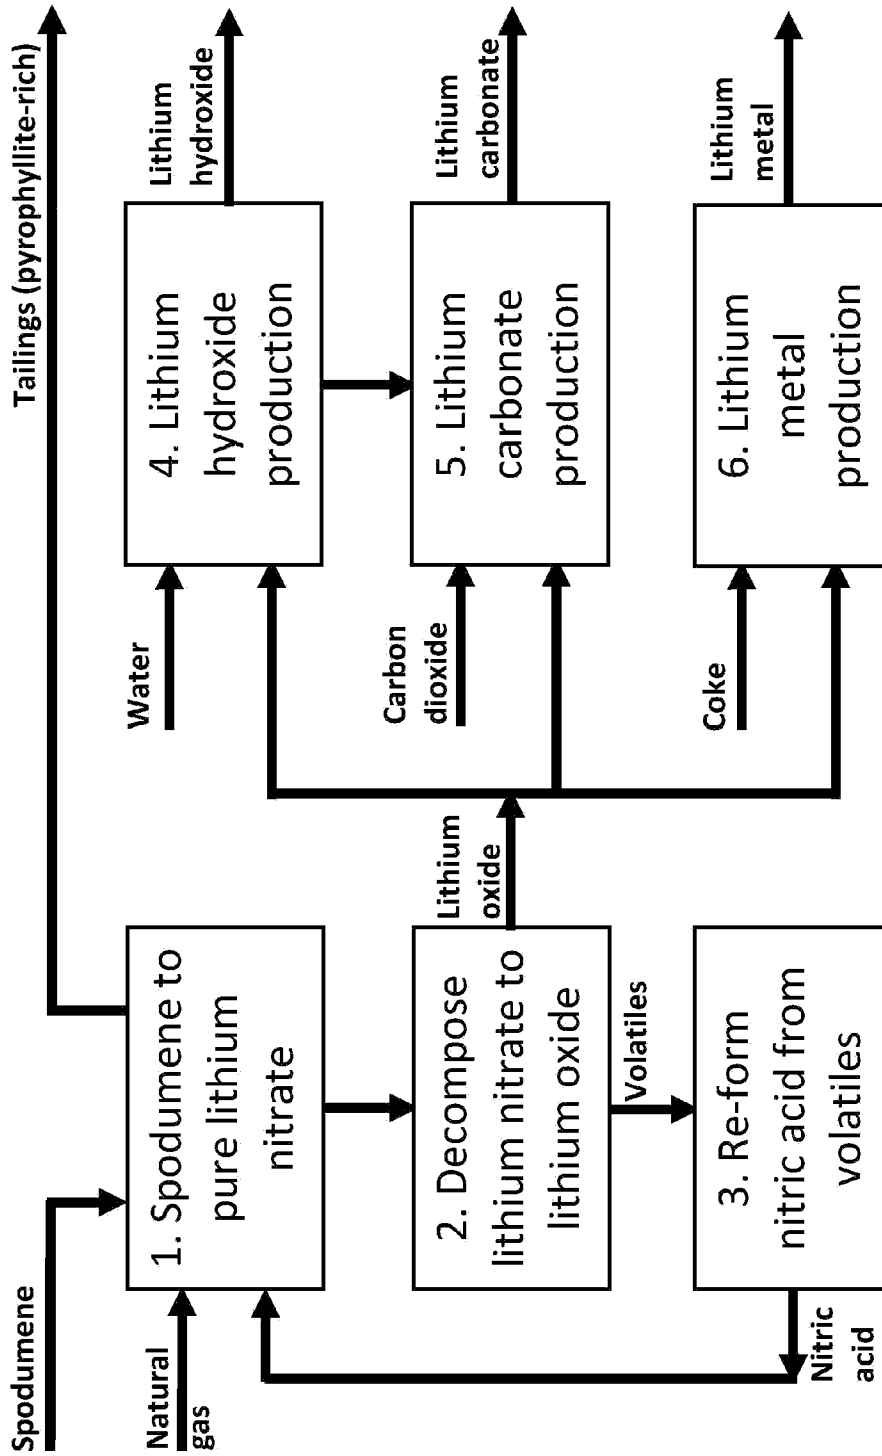 Spodumene
Natural
gas
1. Spodumene to
pure lithium
nitrate
Tailings (pyrophyllite-rich)
2. Decompose
lithium nitrate to
lithium oxide
Volatiles
3. Re-form
nitric acid from
volatiles
Nitric
acid
Lithium
oxide
Water
4. Lithium
hydroxide
production
Lithium
hydroxide
Carbon
dioxide
5. Lithium
carbonate
production
Lithium
carbonate
Coke
6. Lithium
metal
production
Lithium
metal